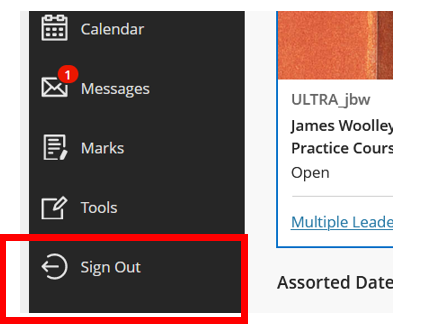 Calendar
1
Messages
Marks
Tools
Sign Out
ULTRA_jbw
James Woolley
Practice Cours
Open
Multiple Leade
Assorted Date